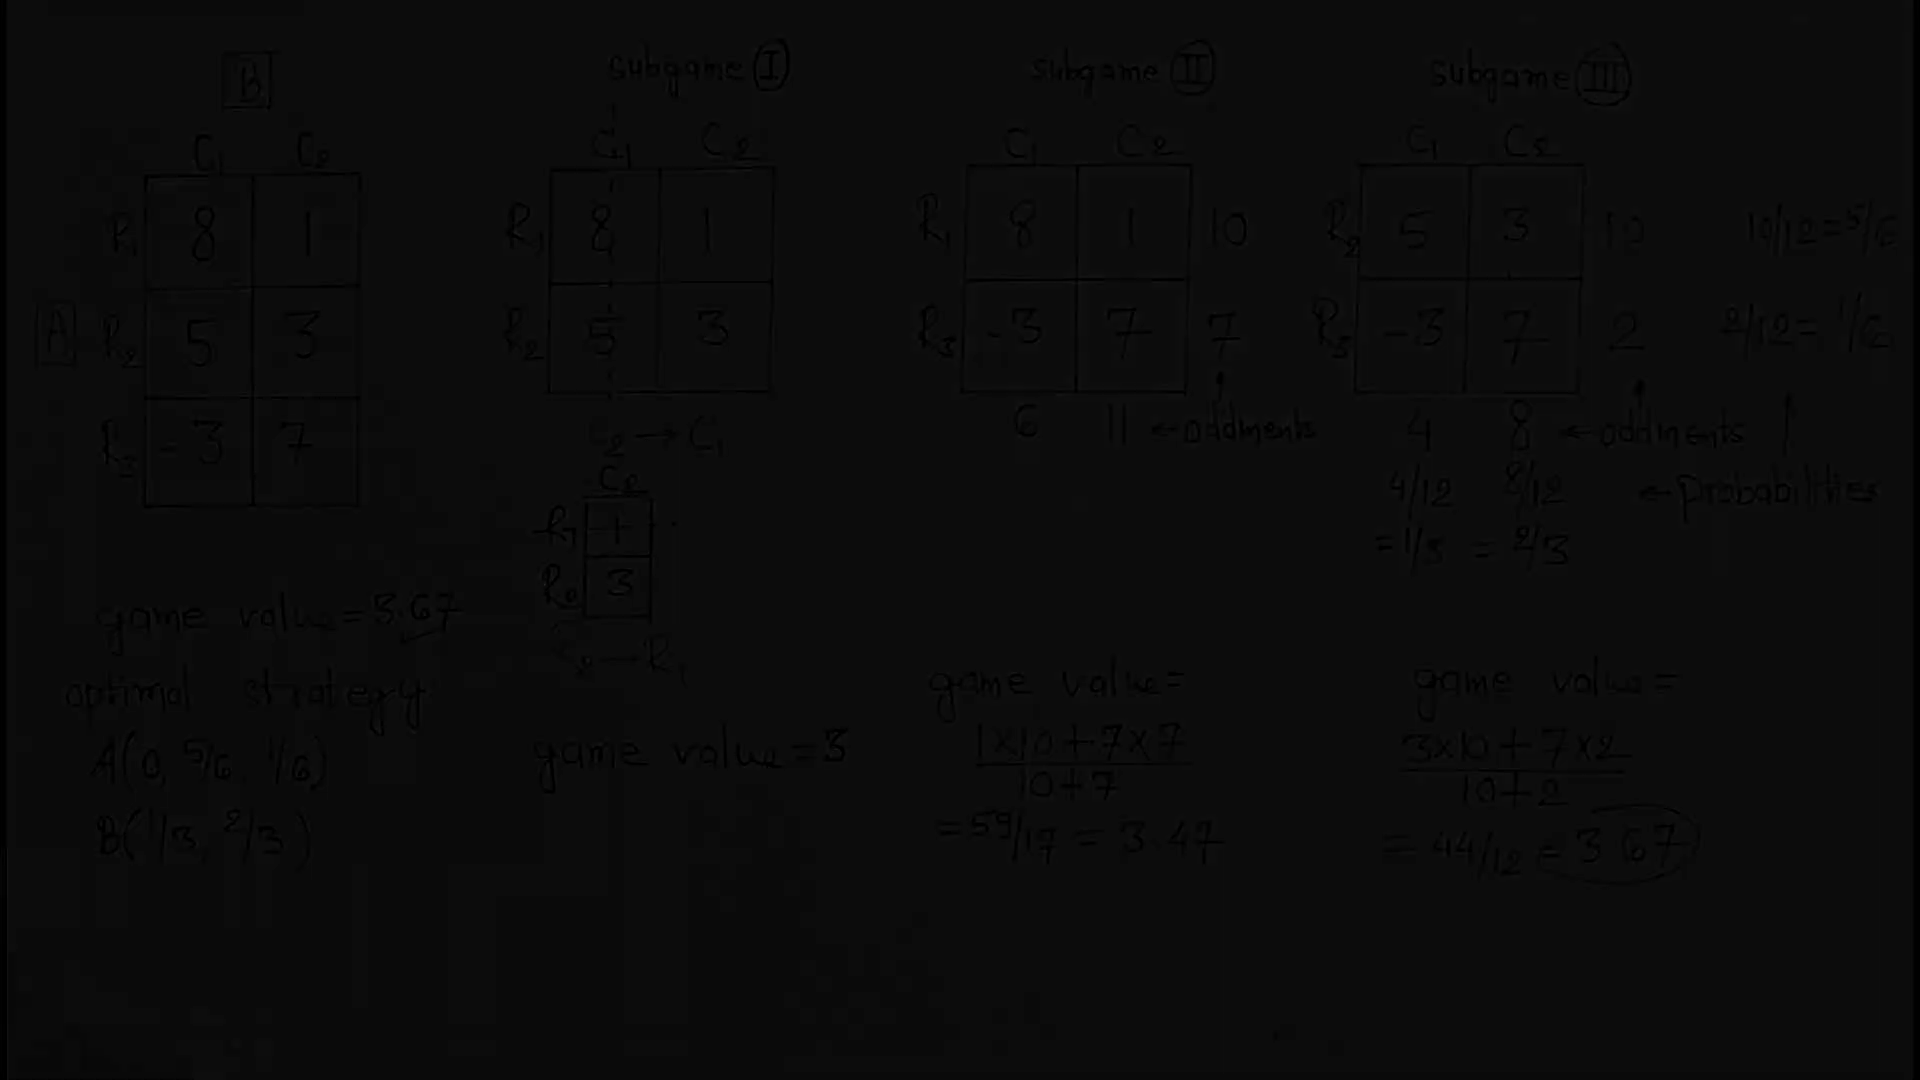 B
C1 C2
R1 8 1
A R2 5 3
R3 -3 7
game value = 3.67
optimal strategy
A(0, 5/6, 1/6)
B(1/3, 2/3)
subgame I
C1 C2
R1 8 1
R2 5 3
C2 → C1
C2
R1 1
R2 3
R2 — R1
game value = 3
subgame II
C1 C2
R1 8 1 10
R3 -3 7 7
6 11 ← oddments
game value =
1×10+7×7
10+7
= 59/17 = 3.47
subgame III
C1 C2
R2 5 3 10 10/12=5/6
R3 -3 7 2 2/12=1/6
4 8 ← oddments
4/12 8/12 ← probabilities
=1/3 = 2/3
game value =
3×10+7×2
10+2
= 44/12 = 3.67